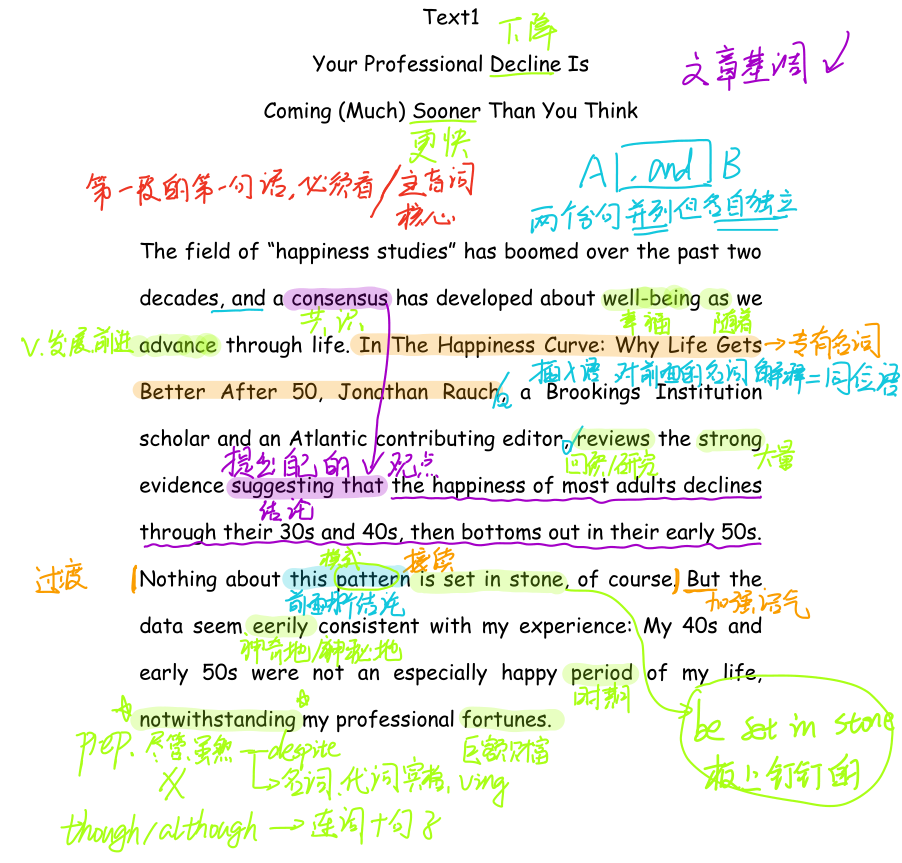 Text1
下降
Your Professional Decline Is
文章基调
Coming (Much) Sooner Than You Think
更快
第一段的第一句话,必须看/主旨词
核心
A , and B
两个分句并列但各自独立
The field of “happiness studies” has boomed over the past two
decades, and a consensus has developed about well-being as we
共识 幸福 随着
v.发展,前进 advance through life. In The Happiness Curve: Why Life Gets → 专有名词
插入语 对前面的名词解释=同位语
Better After 50, Jonathan Rauch, a Brookings Institution
scholar and an Atlantic contributing editor, reviews the strong
提出自己的 观点 回顾/研究 大量
evidence suggesting that the happiness of most adults declines
结论
through their 30s and 40s, then bottoms out in their early 50s.
模式 接续
过渡 Nothing about this pattern is set in stone, of course. But the
前面那个结论 加强语气
data seem eerily consistent with my experience: My 40s and
神奇地/神秘地
early 50s were not an especially happy period of my life,
时期
notwithstanding my professional fortunes.
be set in stone
板上钉钉的
prep. 尽管,虽然 — despite 巨额财富
→ 名词、代词宾格、Ving
though/although → 连词+句子